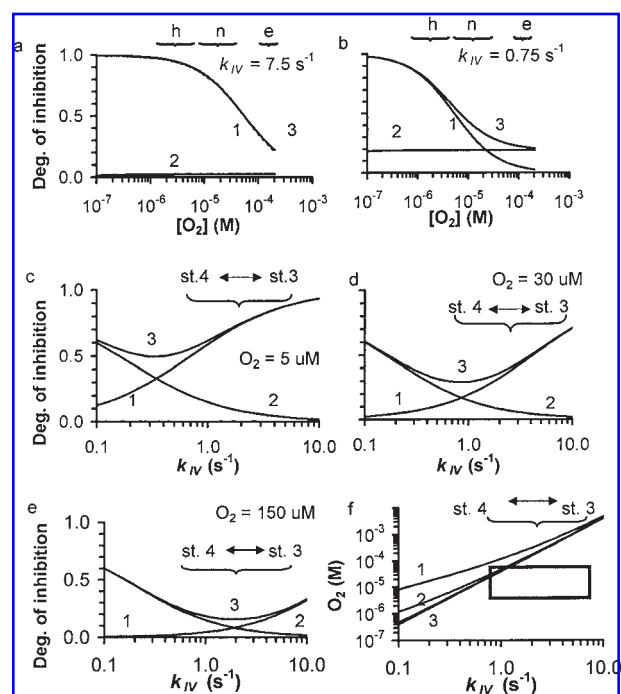 h n e
a
k_IV = 7.5 s⁻¹
Deg. of inhibition
1.0
0.5
0.0
1
2
3
10⁻⁷ 10⁻⁶ 10⁻⁵ 10⁻⁴ 10⁻³
[O₂] (M)
h n e
b
k_IV = 0.75 s⁻¹
1.0
0.5
0.0
1
2
3
10⁻⁷ 10⁻⁶ 10⁻⁵ 10⁻⁴ 10⁻³
[O₂] (M)
c
st.4 st.3
Deg. of inhibition
1.0
0.5
0.0
3
O₂ = 5 uM
1
2
0.1 1.0 10.0
k_IV (s⁻¹)
d
O₂ = 30 uM
st. 4 st. 3
3
1
2
0.1 1.0 10.0
k_IV (s⁻¹)
e
O₂ = 150 uM
st. 4 st. 3
Deg. of inhibition
1.0
0.5
0.0
3
1
2
0.1 1.0 10.0
k_IV (s⁻¹)
f
st. 4 st. 3
O₂ (M)
10⁻³
10⁻⁴
10⁻⁵
10⁻⁶
10⁻⁷
1
2
3
0.1 1.0 10.0
k_IV (s⁻¹)